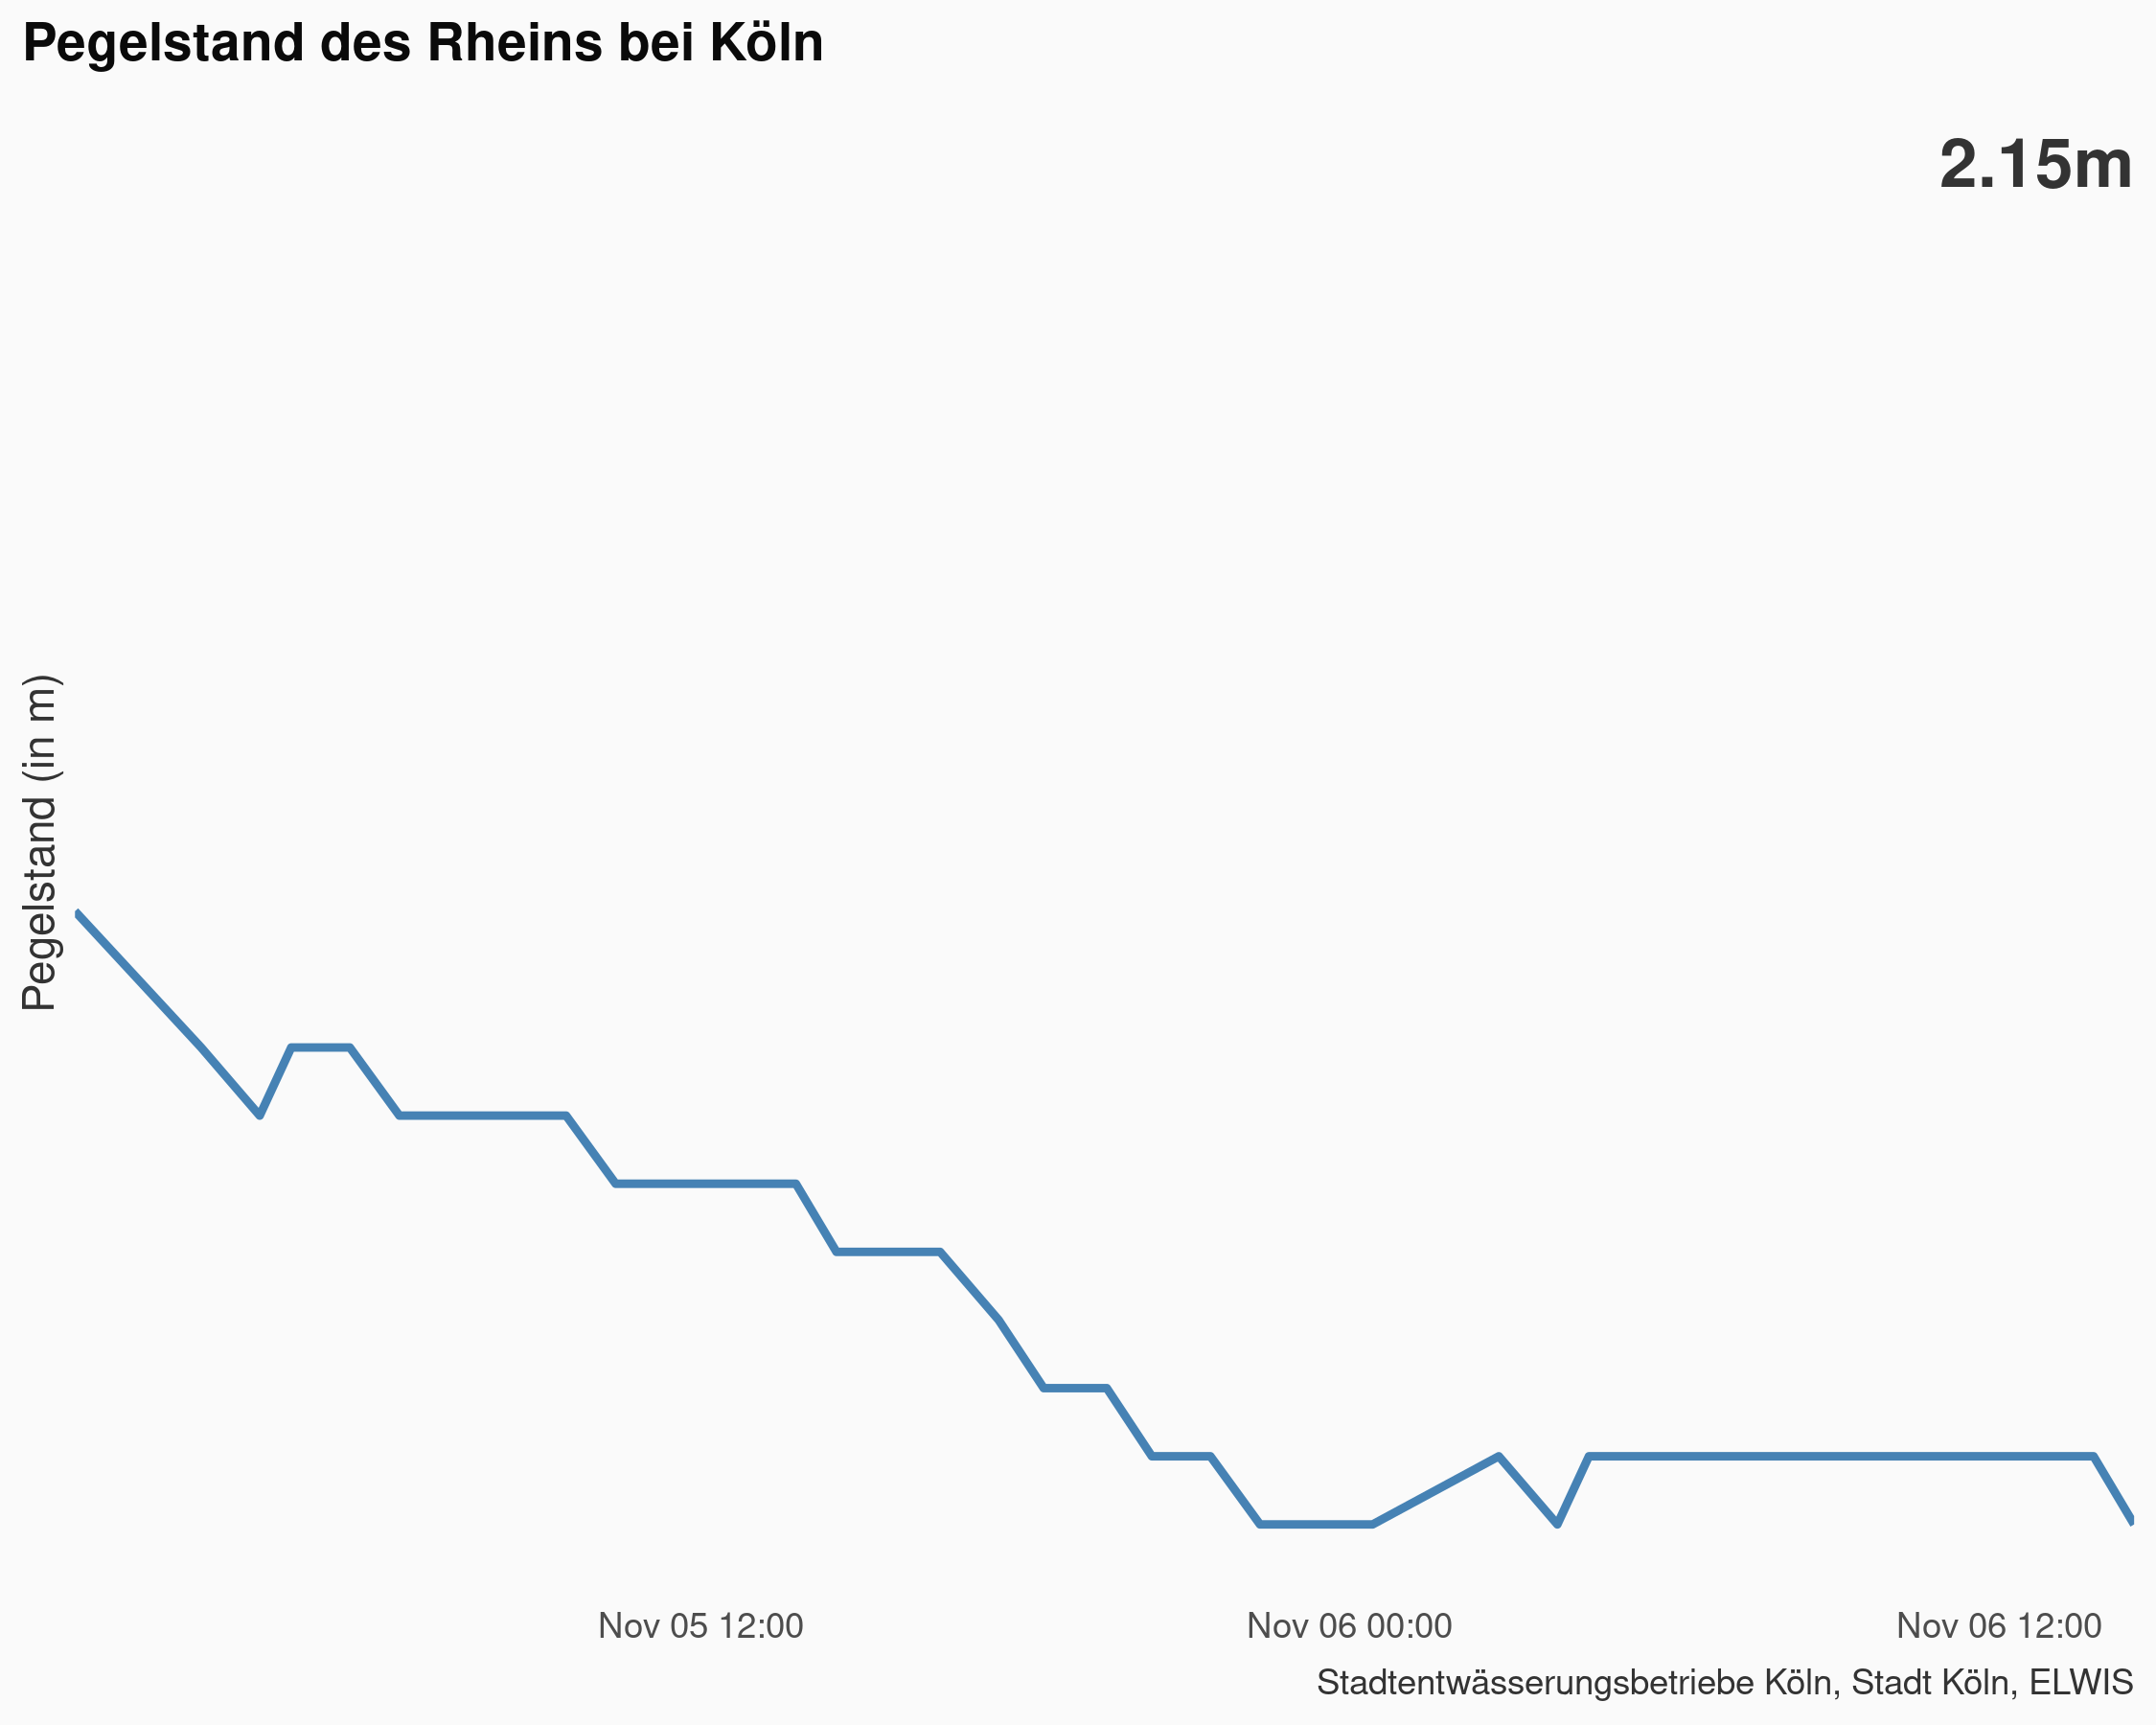 Pegelstand des Rheins bei Köln
2.15m
Pegelstand (in m)
Nov 05 12:00
Nov 06 00:00
Nov 06 12:00
Stadtentwässerungsbetriebe Köln, Stadt Köln, ELWIS